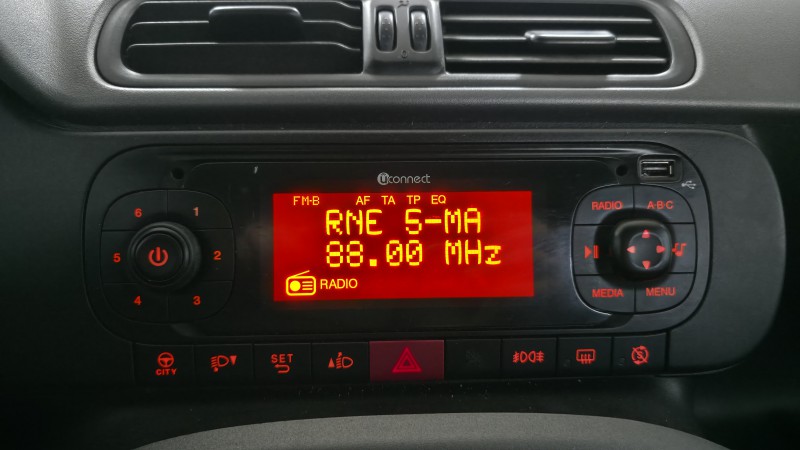 uconnect
FM-B AF TA TP EQ
RNE 5-MA
88.00 MHz
RADIO
6 1
5 2
4 3
RADIO A·B·C
MEDIA MENU
CITY
SET